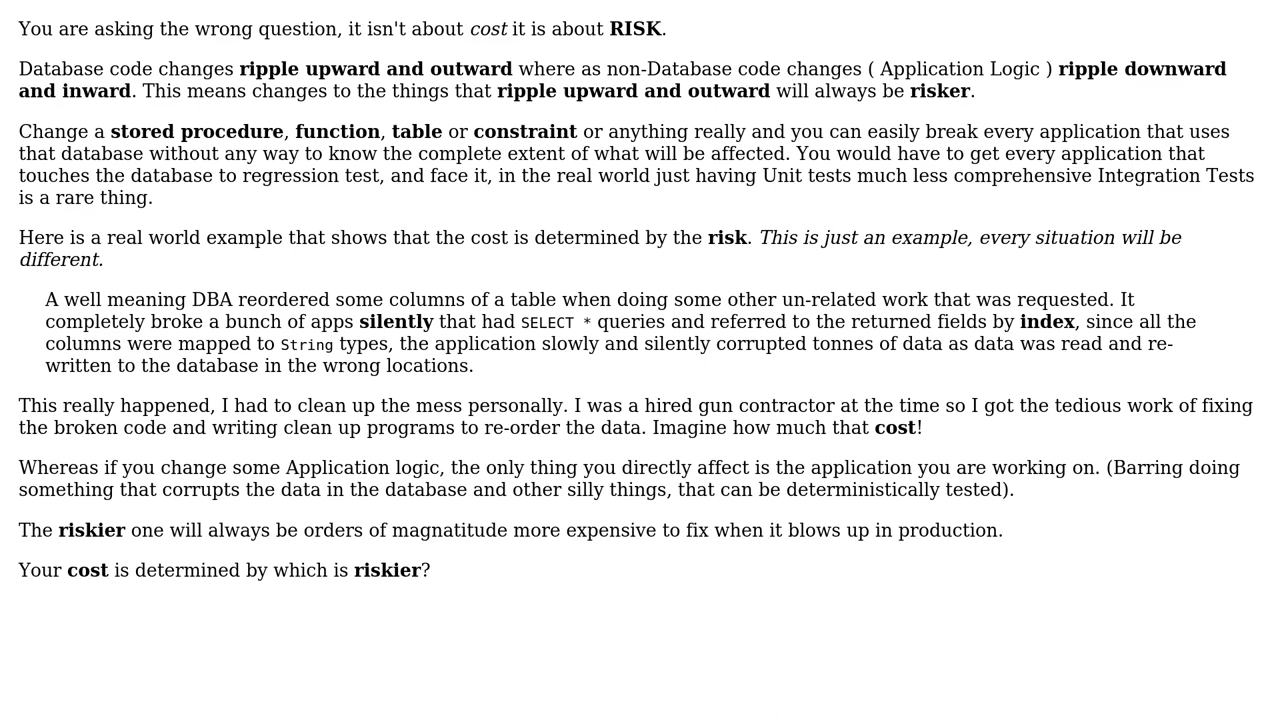 You are asking the wrong question, it isn't about cost it is about RISK.
Database code changes ripple upward and outward where as non-Database code changes ( Application Logic ) ripple downward
and inward. This means changes to the things that ripple upward and outward will always be risker.
Change a stored procedure, function, table or constraint or anything really and you can easily break every application that uses
that database without any way to know the complete extent of what will be affected. You would have to get every application that
touches the database to regression test, and face it, in the real world just having Unit tests much less comprehensive Integration Tests
is a rare thing.
Here is a real world example that shows that the cost is determined by the risk. This is just an example, every situation will be
different.
A well meaning DBA reordered some columns of a table when doing some other un-related work that was requested. It
completely broke a bunch of apps silently that had SELECT * queries and referred to the returned fields by index, since all the
columns were mapped to String types, the application slowly and silently corrupted tonnes of data as data was read and re-
written to the database in the wrong locations.
This really happened, I had to clean up the mess personally. I was a hired gun contractor at the time so I got the tedious work of fixing
the broken code and writing clean up programs to re-order the data. Imagine how much that cost!
Whereas if you change some Application logic, the only thing you directly affect is the application you are working on. (Barring doing
something that corrupts the data in the database and other silly things, that can be deterministically tested).
The riskier one will always be orders of magnatitude more expensive to fix when it blows up in production.
Your cost is determined by which is riskier?